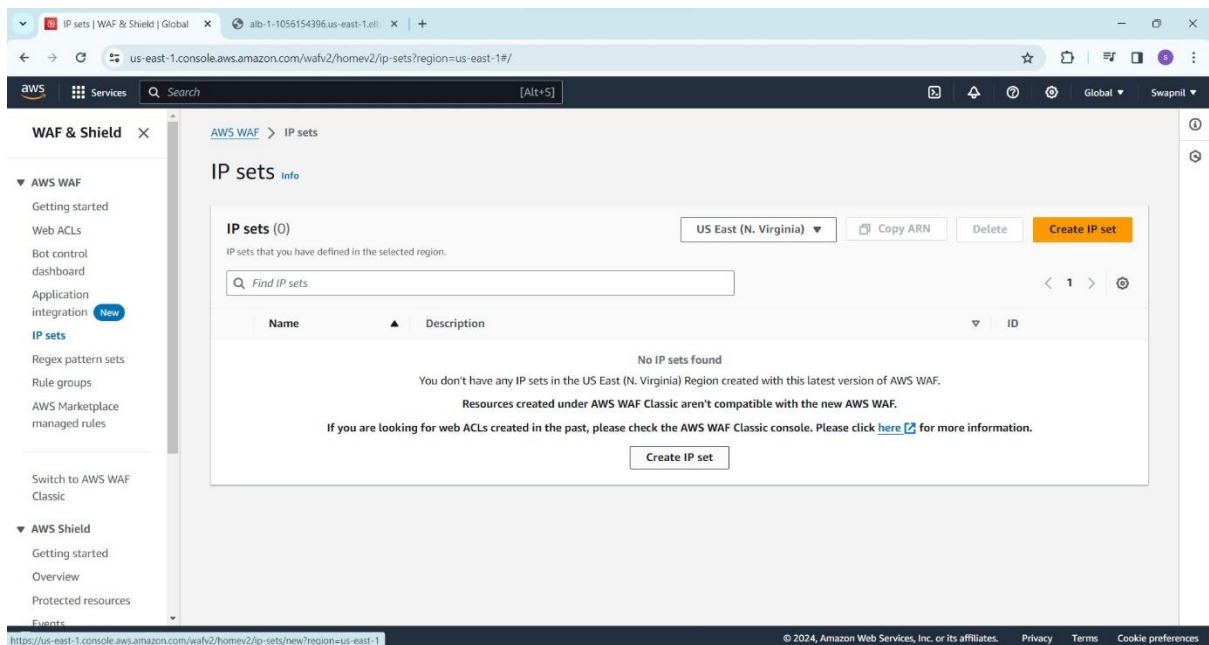 IP sets | WAF & Shield | Global
alb-1-1056154396.us-east-1.elb
us-east-1.console.aws.amazon.com/wafv2/homev2/ip-sets?region=us-east-1#/
aws Services Search [Alt+S] Global Swapnil
WAF & Shield
AWS WAF
Getting started
Web ACLs
Bot control
dashboard
Application
integration New
IP sets
Regex pattern sets
Rule groups
AWS Marketplace
managed rules
Switch to AWS WAF
Classic
AWS Shield
Getting started
Overview
Protected resources
Events
AWS WAF > IP sets
IP sets Info
IP sets (0) US East (N. Virginia) Copy ARN Delete Create IP set
IP sets that you have defined in the selected region.
Find IP sets 1
Name Description ID
No IP sets found
You don't have any IP sets in the US East (N. Virginia) Region created with this latest version of AWS WAF.
Resources created under AWS WAF Classic aren't compatible with the new AWS WAF.
If you are looking for web ACLs created in the past, please check the AWS WAF Classic console. Please click here for more information.
Create IP set
https://us-east-1.console.aws.amazon.com/wafv2/homev2/ip-sets/new?region=us-east-1
© 2024, Amazon Web Services, Inc. or its affiliates. Privacy Terms Cookie preferences